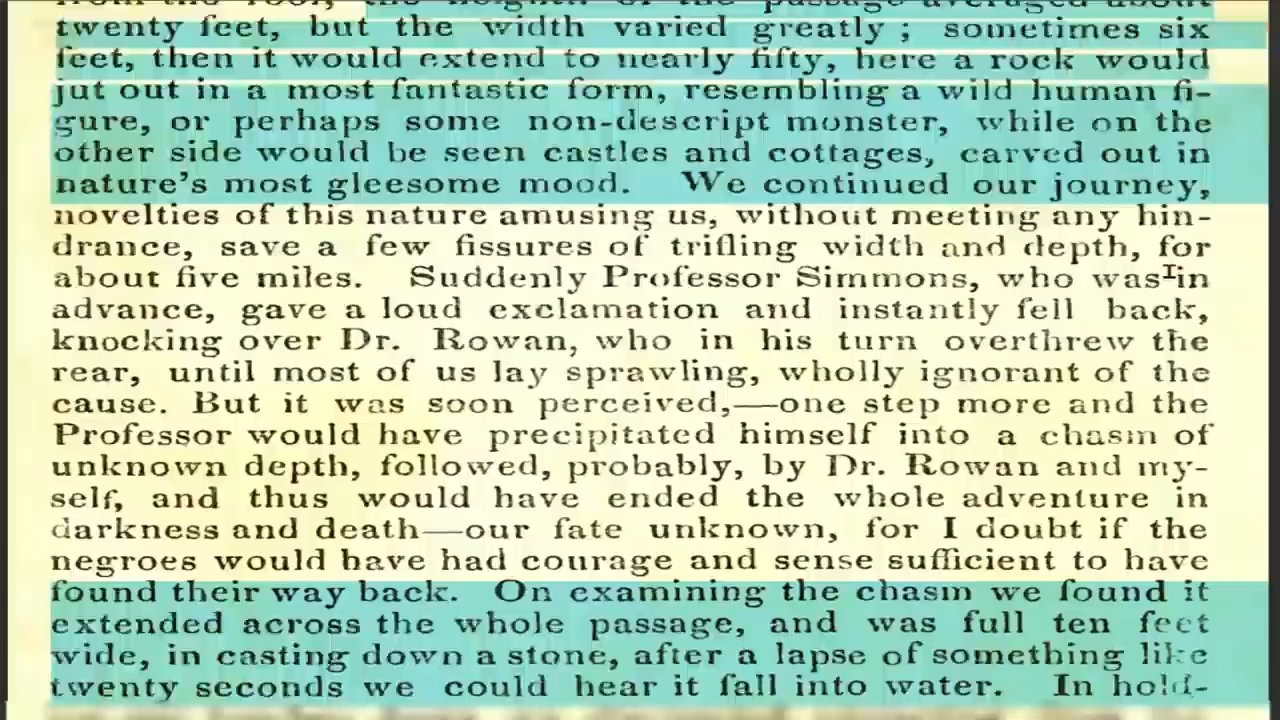 from the roof, the height of the passage averaged about
twenty feet, but the width varied greatly ; sometimes six
feet, then it would extend to nearly fifty, here a rock would
jut out in a most fantastic form, resembling a wild human fi-
gure, or perhaps some non-descript monster, while on the
other side would be seen castles and cottages, carved out in
nature's most gleesome mood. We continued our journey,
novelties of this nature amusing us, without meeting any hin-
drance, save a few fissures of trifling width and depth, for
about five miles. Suddenly Professor Simmons, who was in
advance, gave a loud exclamation and instantly fell back,
knocking over Dr. Rowan, who in his turn overthrew the
rear, until most of us lay sprawling, wholly ignorant of the
cause. But it was soon perceived,—one step more and the
Professor would have precipitated himself into a chasm of
unknown depth, followed, probably, by Dr. Rowan and my-
self, and thus would have ended the whole adventure in
darkness and death—our fate unknown, for I doubt if the
negroes would have had courage and sense sufficient to have
found their way back. On examining the chasm we found it
extended across the whole passage, and was full ten feet
wide, in casting down a stone, after a lapse of something like
twenty seconds we could hear it fall into water. In hold-